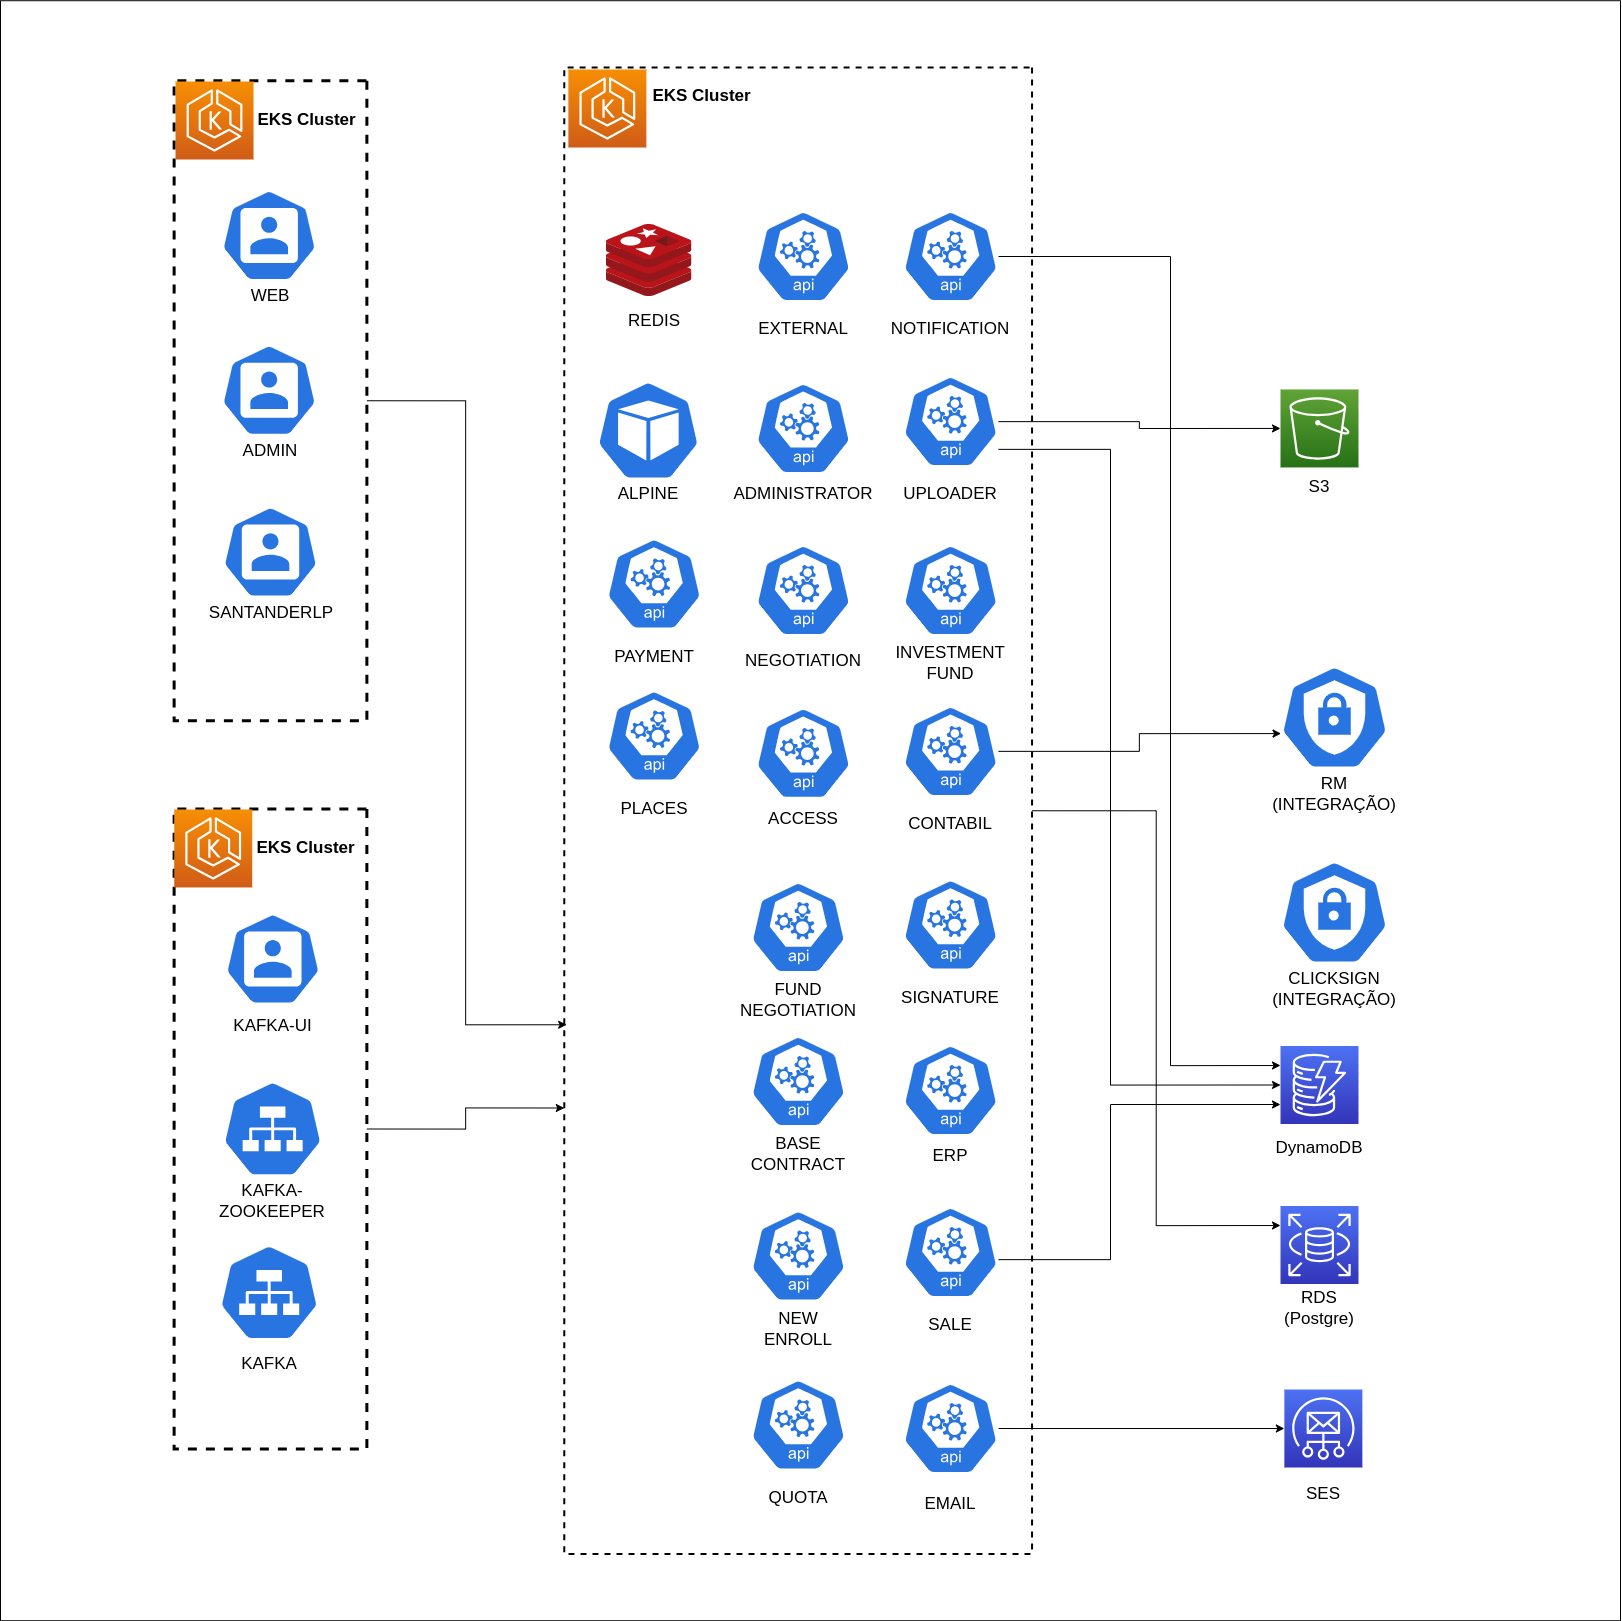 EKS Cluster
WEB
ADMIN
SANTANDERLP
EKS Cluster
KAFKA-UI
KAFKA-
ZOOKEEPER
KAFKA
EKS Cluster
REDIS
api
EXTERNAL
api
NOTIFICATION
ALPINE
api
ADMINISTRATOR
api
UPLOADER
api
PAYMENT
api
NEGOTIATION
api
INVESTMENT
FUND
api
PLACES
api
ACCESS
api
CONTABIL
api
FUND
NEGOTIATION
api
SIGNATURE
api
BASE
CONTRACT
api
ERP
api
NEW
ENROLL
api
SALE
api
QUOTA
api
EMAIL
S3
RM
(INTEGRAÇÃO)
CLICKSIGN
(INTEGRAÇÃO)
DynamoDB
RDS
(Postgre)
SES